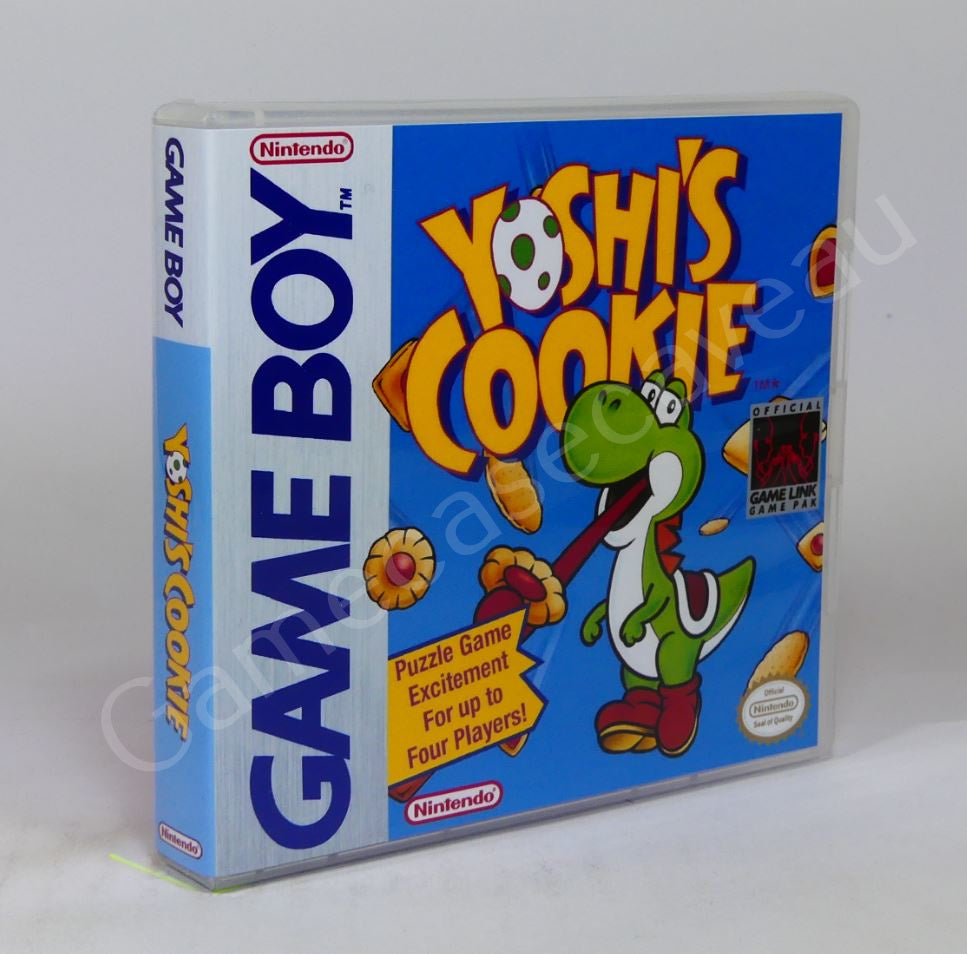 GAME BOY
YOSHI'S COOKIE
Nintendo
Nintendo
GAME BOY™
YOSHI'S
COOKIE
TM*
OFFICIAL
GAME LINK
GAME PAK
Puzzle Game
Excitement
For up to
Four Players!
Nintendo
Official
Nintendo
Seal of Quality
Gamecasecaveau